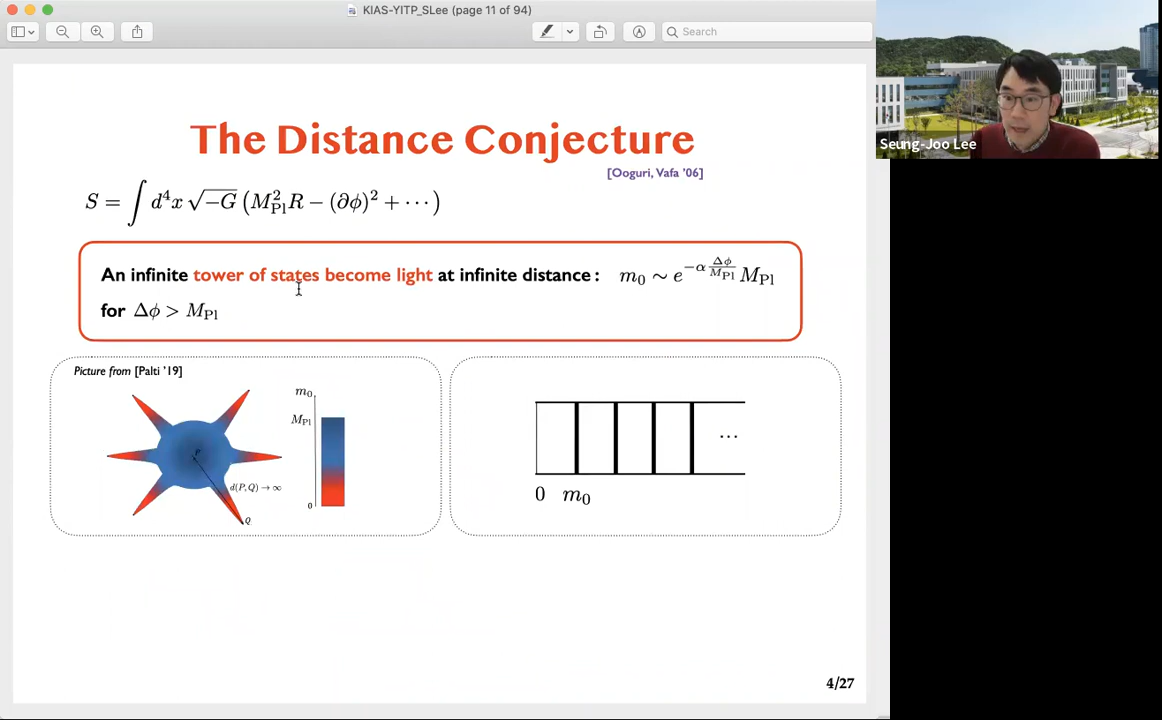 KIAS-YITP_SLee (page 11 of 94)
Search
Seung-Joo Lee
The Distance Conjecture
[Ooguri, Vafa '06]
S = ∫ d⁴x √−G (M²_Pl R − (∂φ)² + ⋯)
An infinite tower of states become light at infinite distance : m₀ ∼ e^{−α Δφ/M_Pl} M_Pl
for Δφ > M_Pl
Picture from [Palti '19]
m₀
M_Pl
P
d(P,Q) → ∞
0
Q
⋯
0 m₀
4/27